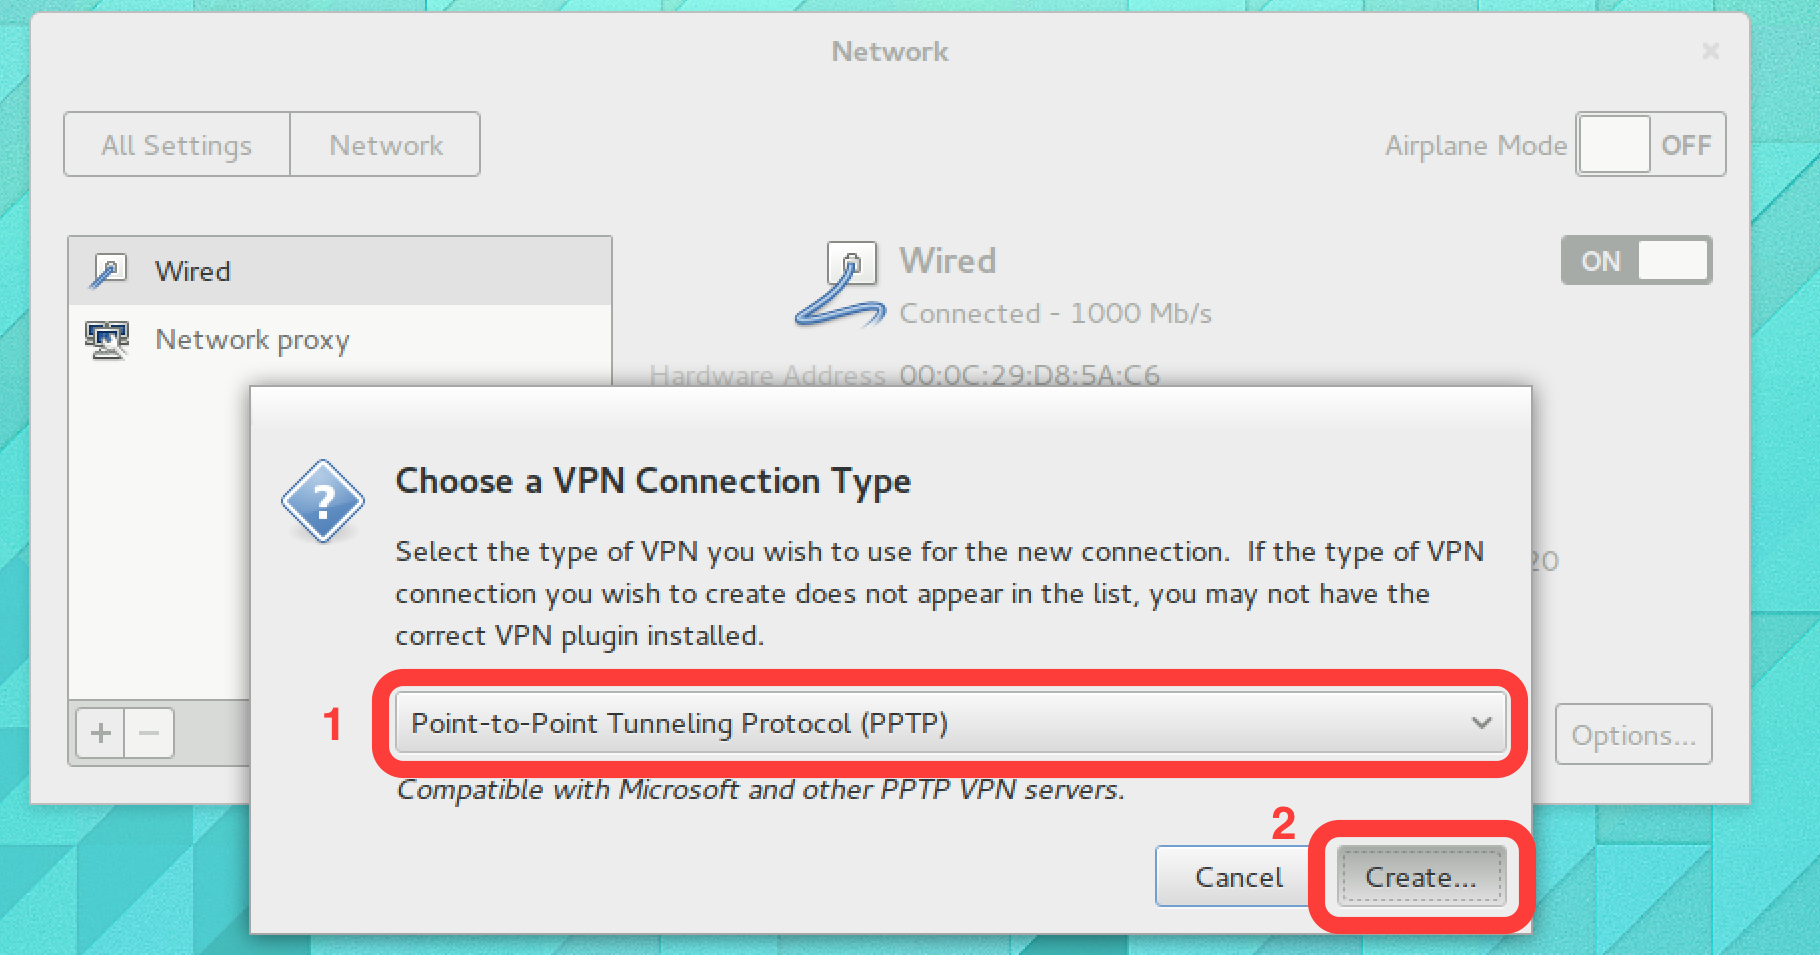 Network
All Settings
Network
Airplane Mode
OFF
Wired
Network proxy
Wired
Connected - 1000 Mb/s
ON
Hardware Address 00:0C:29:D8:5A:C6
20
Options...
?
Choose a VPN Connection Type
Select the type of VPN you wish to use for the new connection. If the type of VPN
connection you wish to create does not appear in the list, you may not have the
correct VPN plugin installed.
1
Point-to-Point Tunneling Protocol (PPTP)
Compatible with Microsoft and other PPTP VPN servers.
2
Cancel
Create...